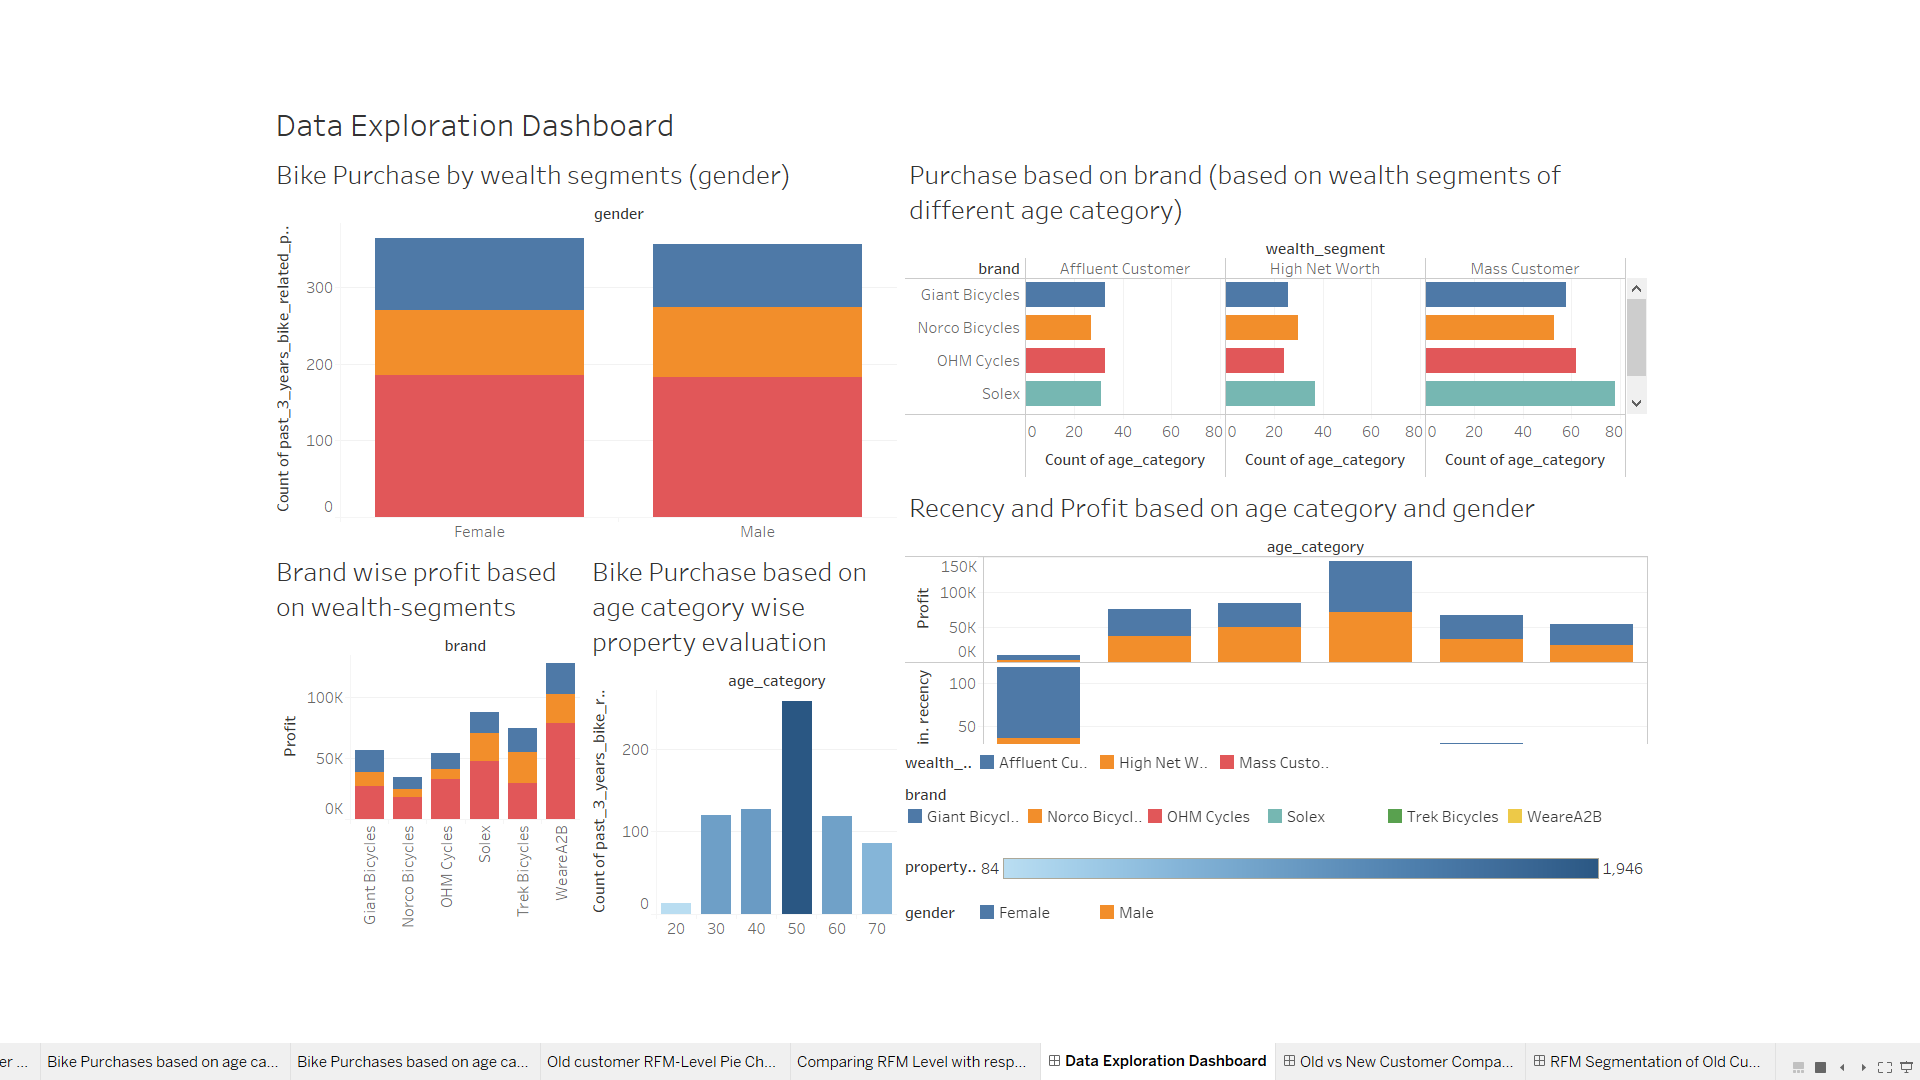 Data Exploration Dashboard
Bike Purchase by wealth segments (gender)
gender
Count of past_3_years_bike_related_p..
300
200
100
0
Female
Male
Purchase based on brand (based on wealth segments of
different age category)
wealth_segment
brand
Affluent Customer
High Net Worth
Mass Customer
Giant Bicycles
Norco Bicycles
OHM Cycles
Solex
0 20 40 60 80
0 20 40 60 80
0 20 40 60 80
Count of age_category
Count of age_category
Count of age_category
Brand wise profit based
on wealth-segments
brand
Profit
100K
50K
0K
Giant Bicycles
Norco Bicycles
OHM Cycles
Solex
Trek Bicycles
WeareA2B
Bike Purchase based on
age category wise
property evaluation
age_category
Count of past_3_years_bike_r..
200
100
0
20 30 40 50 60 70
Recency and Profit based on age category and gender
age_category
Profit
150K
100K
50K
0K
in. recency
100
50
wealth_.. Affluent Cu.. High Net W.. Mass Custo..
brand
Giant Bicycl.. Norco Bicycl.. OHM Cycles Solex Trek Bicycles WeareA2B
property.. 84 1,946
gender Female Male
er ... Bike Purchases based on age ca... Bike Purchases based on age ca... Old customer RFM-Level Pie Ch... Comparing RFM Level with resp... Data Exploration Dashboard Old vs New Customer Compa... RFM Segmentation of Old Cu...